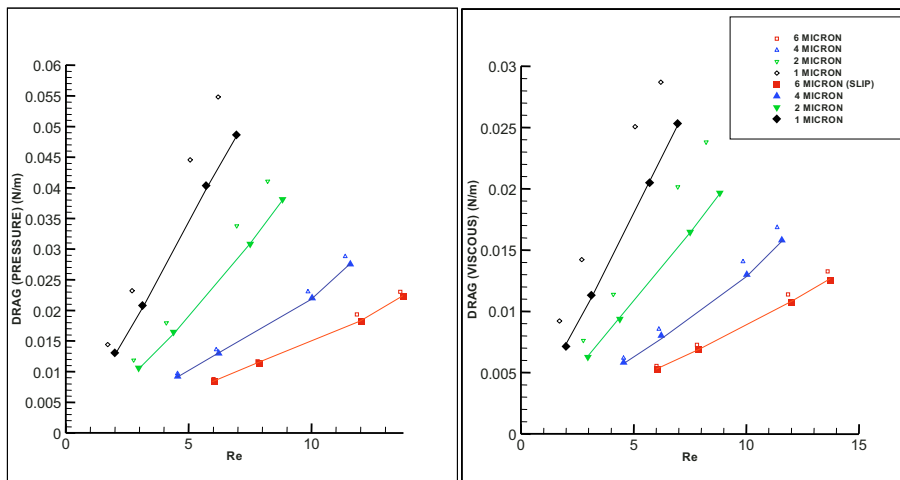 0.06
0.055
0.05
0.045
0.04
0.035
0.03
0.025
0.02
0.015
0.01
0.005
0
DRAG (PRESSURE) (N/m)
0
5
10
Re
0.03
0.025
0.02
0.015
0.01
0.005
0
DRAG (VISCOUS) (N/m)
0
5
10
15
Re
6 MICRON
4 MICRON
2 MICRON
1 MICRON
6 MICRON (SLIP)
4 MICRON
2 MICRON
1 MICRON